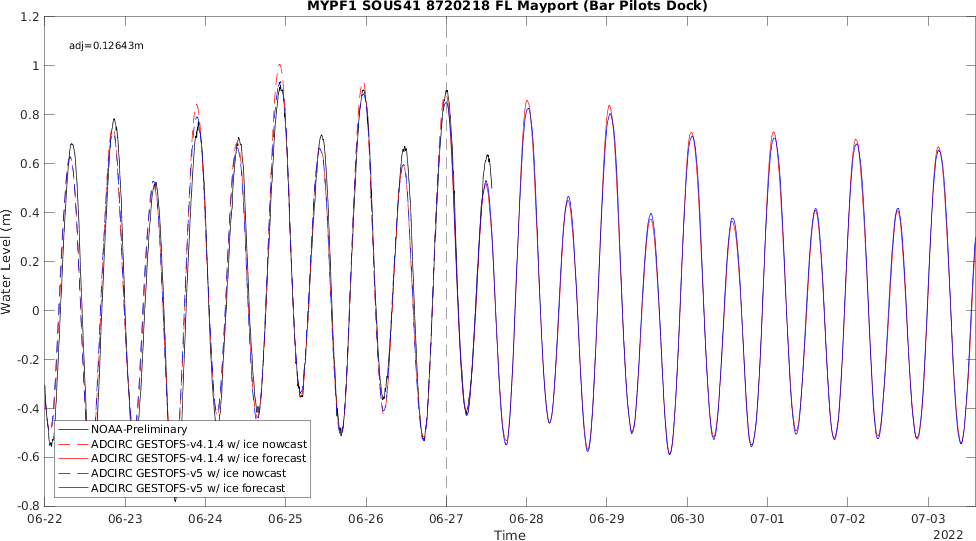 MYPF1 SOUS41 8720218 FL Mayport (Bar Pilots Dock)
1.2
adj=0.12643m
1
0.8
0.6
0.4
0.2
0
-0.2
-0.4
-0.6
-0.8
Water Level (m)
NOAA-Preliminary
ADCIRC GESTOFS-v4.1.4 w/ ice nowcast
ADCIRC GESTOFS-v4.1.4 w/ ice forecast
ADCIRC GESTOFS-v5 w/ ice nowcast
ADCIRC GESTOFS-v5 w/ ice forecast
06-22 06-23 06-24 06-25 06-26 06-27 06-28 06-29 06-30 07-01 07-02 07-03
Time
2022